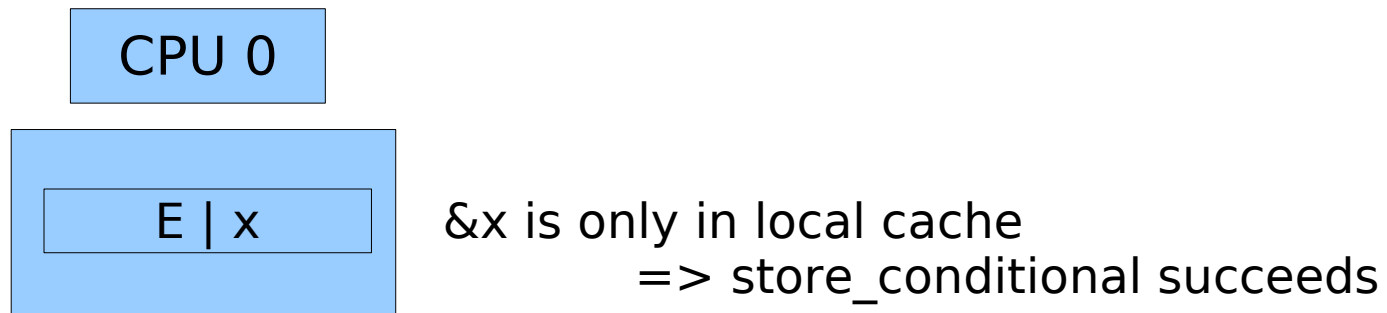 CPU 0
E | x
&x is only in local cache
=> store_conditional succeeds